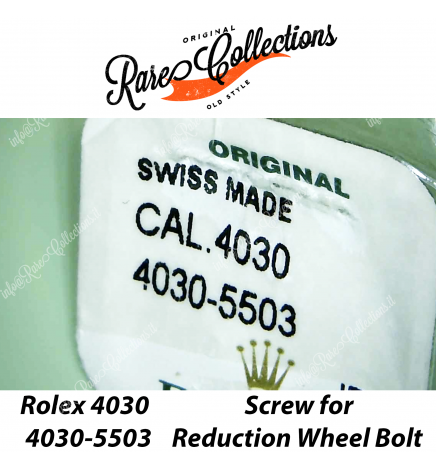 ORIGINAL
Rare Collections
OLD STYLE
ORIGINAL
SWISS MADE
CAL.4030
4030-5503
Rolex 4030 Screw for
4030-5503 Reduction Wheel Bolt